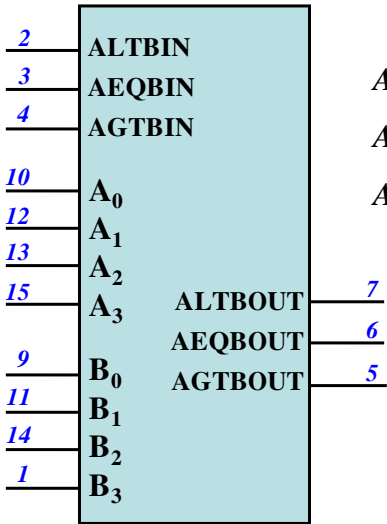 2 ALTBIN
3 AEQBIN
4 AGTBIN
A
A
A
10 A₀
12 A₁
13 A₂
15 A₃
ALTBOUT 7
AEQBOUT 6
AGTBOUT 5
9 B₀
11 B₁
14 B₂
1 B₃